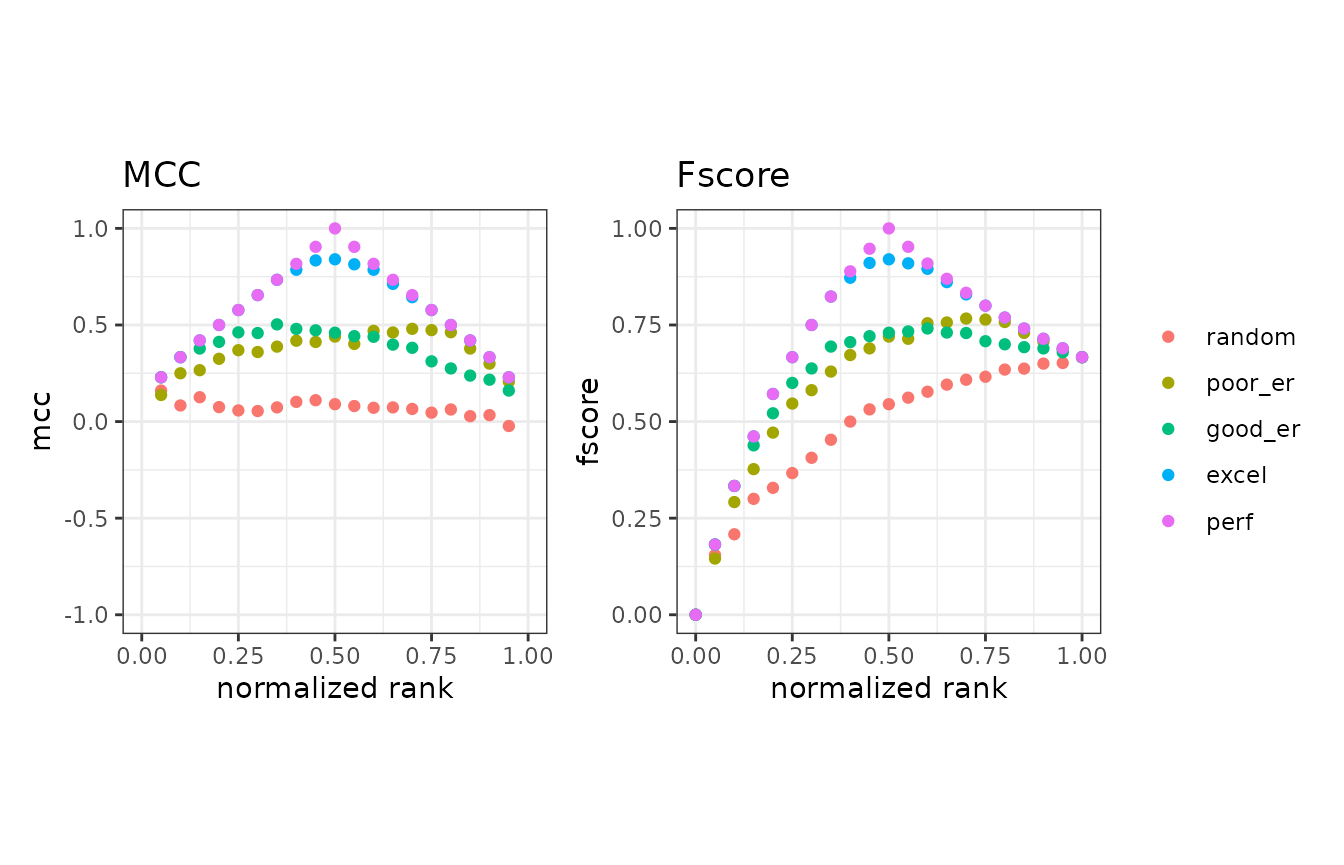 MCC
1.0
0.5
0.0
-0.5
-1.0
mcc
0.00 0.25 0.50 0.75 1.00
normalized rank
Fscore
1.00
0.75
0.50
0.25
0.00
fscore
0.00 0.25 0.50 0.75 1.00
normalized rank
random
poor_er
good_er
excel
perf